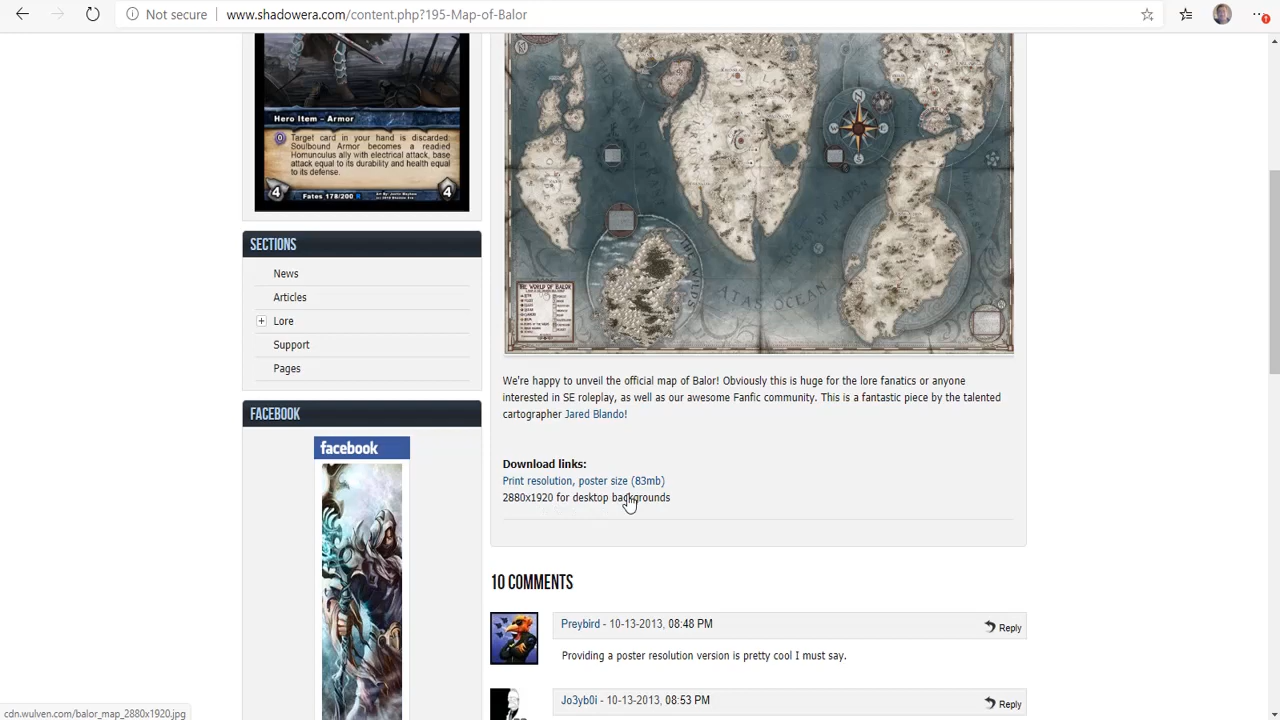 Not secure
www.shadowera.com/content.php?195-Map-of-Balor
Hero Item – Armor
0
Target card in your hand is discarded.
Soulbound Armor becomes a readied
Homunculus ally with electrical attack, base
attack equal to its durability and health equal
to its defense.
4
Fates 178/200
4
SECTIONS
News
Articles
Lore
Support
Pages
FACEBOOK
facebook
N
W
S
THE WILDS
ATAS OCEAN
THE WORLD OF BALOR
We're happy to unveil the official map of Balor! Obviously this is huge for the lore fanatics or anyone
interested in SE roleplay, as well as our awesome Fanfic community. This is a fantastic piece by the talented
cartographer Jared Blando!
Download links:
Print resolution, poster size (83mb)
2880x1920 for desktop backgrounds
10 COMMENTS
Preybird - 10-13-2013, 08:48 PM
Reply
Providing a poster resolution version is pretty cool I must say.
Jo3yb0i - 10-13-2013, 08:53 PM
Reply
cdn.wulven.com/balor_map_2880x1920.jpg